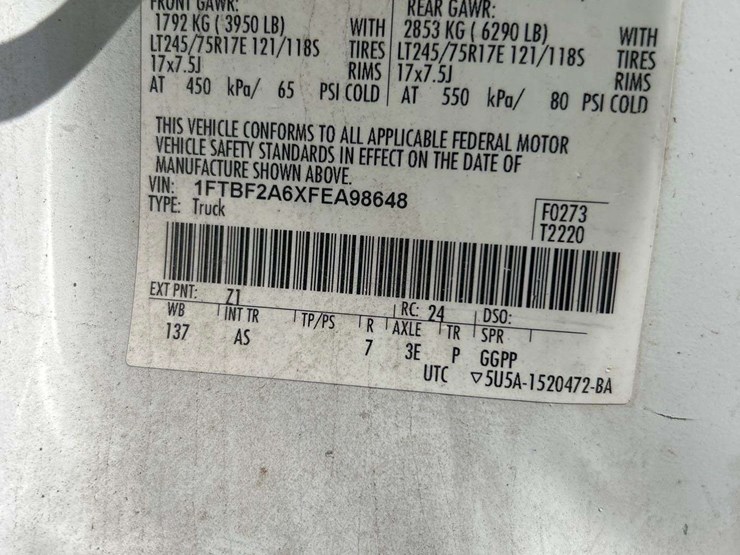 FRONT GAWR: REAR GAWR:
1792 KG ( 3950 LB) WITH 2853 KG ( 6290 LB) WITH
LT245/75R17E 121/118S TIRES LT245/75R17E 121/118S TIRES
17x7.5J RIMS 17x7.5J RIMS
AT 450 kPa/ 65 PSI COLD AT 550 kPa/ 80 PSI COLD
THIS VEHICLE CONFORMS TO ALL APPLICABLE FEDERAL MOTOR
VEHICLE SAFETY STANDARDS IN EFFECT ON THE DATE OF
MANUFACTURE SHOWN ABOVE.
VIN: 1FTBF2A6XFEA98648 F0273
TYPE: Truck T2220
EXT PNT: Z1 RC: 24 DSO:
WB INT TR TP/PS R AXLE TR SPR
137 AS 7 3E P GGPP
UTC ▽5U5A-1520472-BA